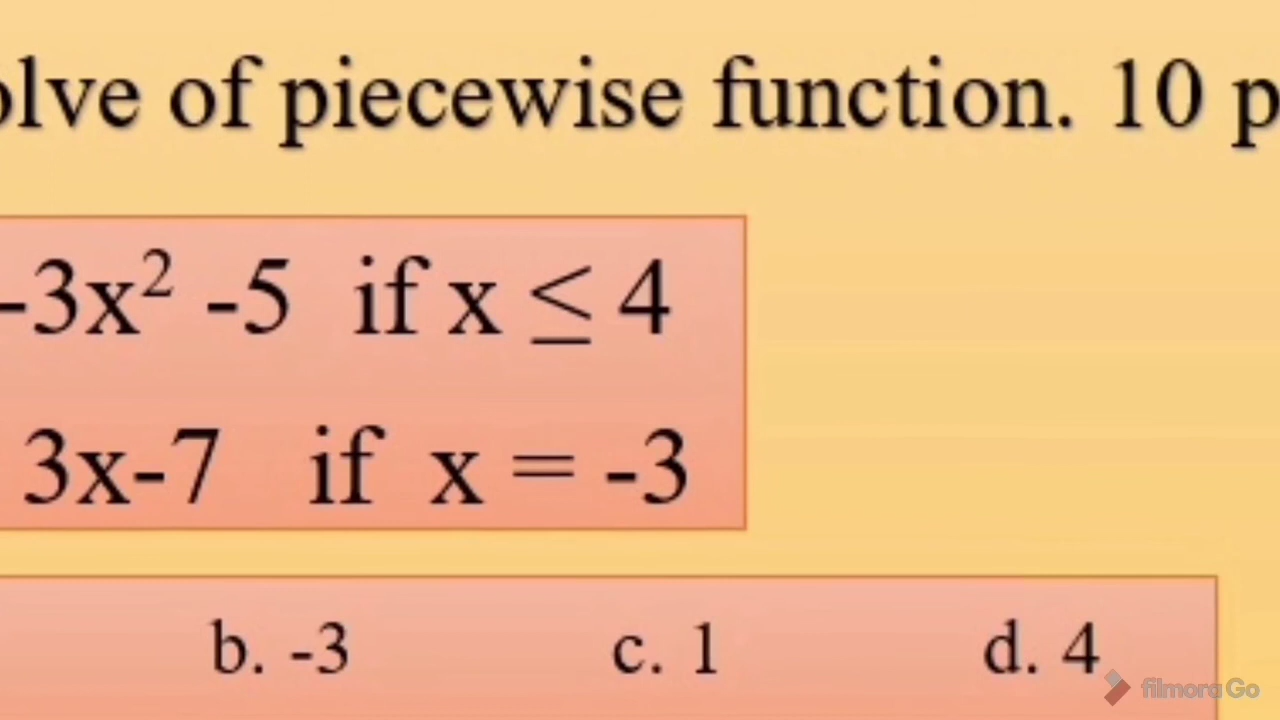 olve of piecewise function. 10 p
-3x² -5 if x ≤ 4
3x-7 if x = -3
b. -3 c. 1 d. 4
filmora Go